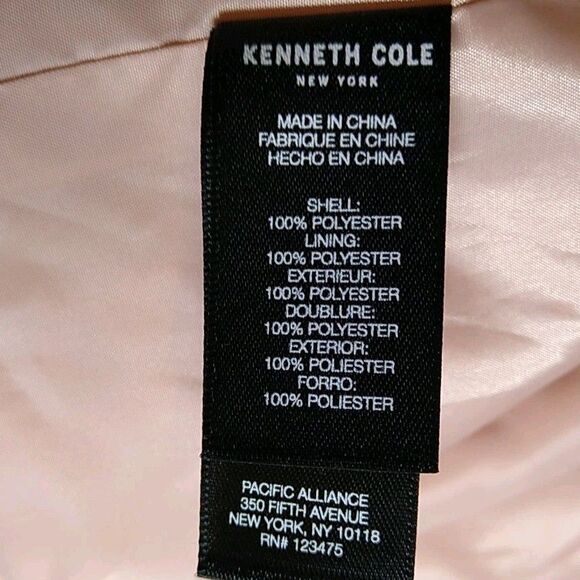 KENNETH COLE
NEW YORK
MADE IN CHINA
FABRIQUE EN CHINE
HECHO EN CHINA
SHELL:
100% POLYESTER
LINING:
100% POLYESTER
EXTERIEUR:
100% POLYESTER
DOUBLURE:
100% POLYESTER
EXTERIOR:
100% POLIESTER
FORRO:
100% POLIESTER
PACIFIC ALLIANCE
350 FIFTH AVENUE
NEW YORK, NY 10118
RN# 123475